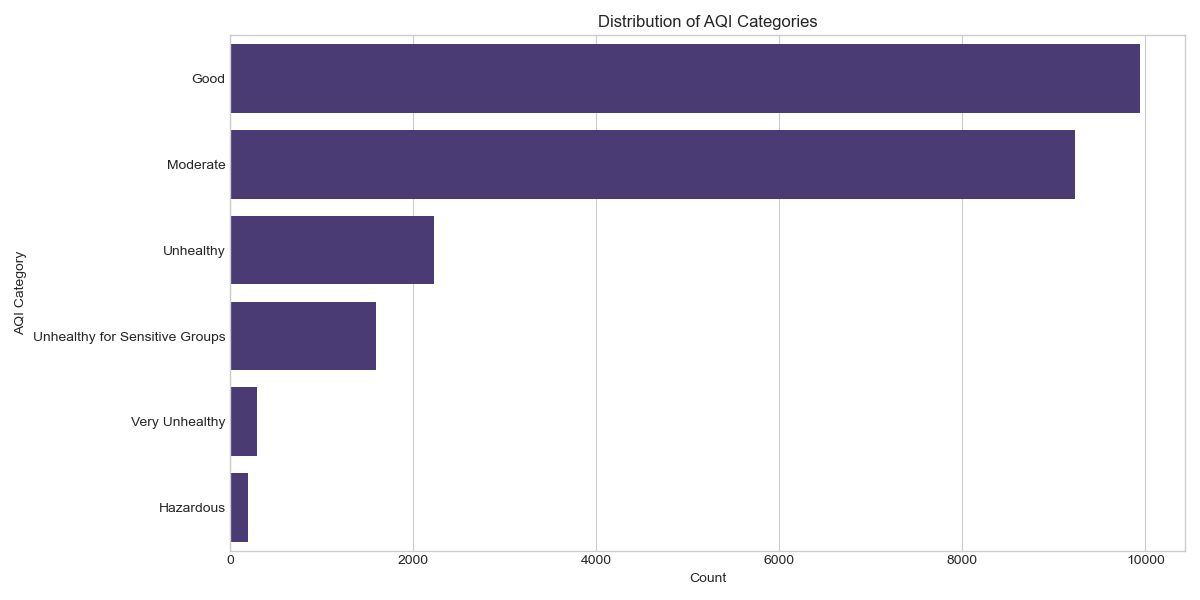 Distribution of AQI Categories
AQI Category
Good
Moderate
Unhealthy
Unhealthy for Sensitive Groups
Very Unhealthy
Hazardous
0 2000 4000 6000 8000 10000
Count